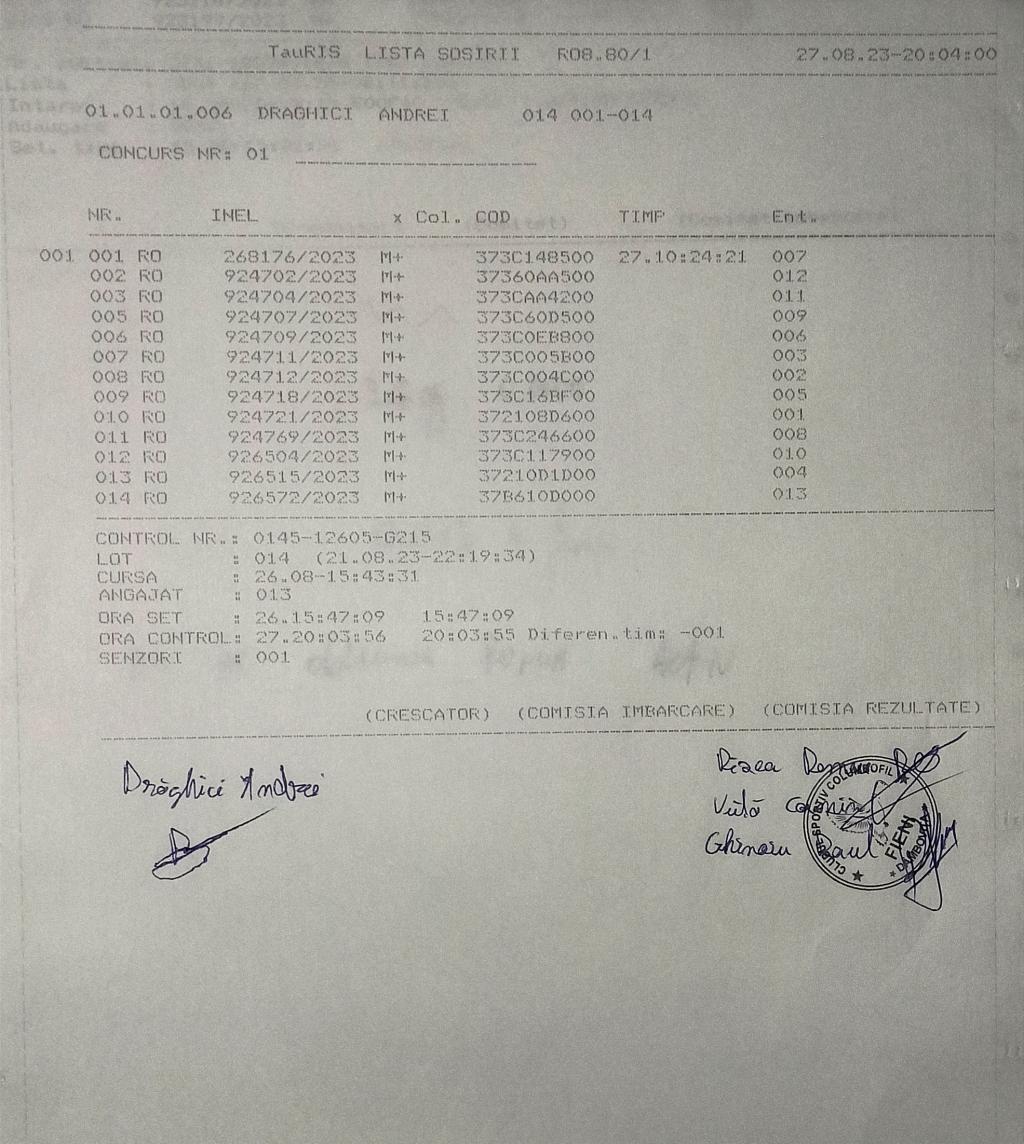 TauRIS LISTA SOSIRII RO8.80/1 27.08.23-20:04:00
01.01.01.006 DRAGHICI ANDREI 014 001-014
CONCURS NR: 01
NR. INEL x Col. COD TIMP Ent.
001 001 RO 268176/2023 M+ 373C148500 27.10:24:21 007
002 RO 924702/2023 M+ 37360AA500 012
003 RO 924704/2023 M+ 373CAA4200 011
005 RO 924707/2023 M+ 373C60D500 009
006 RO 924709/2023 M+ 373C0EB800 006
007 RO 924711/2023 M+ 373C005B00 003
008 RO 924712/2023 M+ 373C004C00 002
009 RO 924718/2023 M+ 373C16BF00 005
010 RO 924721/2023 M+ 372108D600 001
011 RO 924769/2023 M+ 373C246600 008
012 RO 926504/2023 M+ 373C117900 010
013 RO 926515/2023 M+ 37210D1D00 004
014 RO 926572/2023 M+ 37B610D000 013
CONTROL NR.: 0145-12605-G215
LOT : 014 (21.08.23-22:19:34)
CURSA : 26.08-15:43:31
ANGAJAT : 013
ORA SET : 26.15:47:09 15:47:09
ORA CONTROL: 27.20:03:56 20:03:55 Diferen.tim: -001
SENZORI : 001
(CRESCATOR) (COMISIA IMBARCARE) (COMISIA REZULTATE)
Drăghici Andrei
Vută
Paul
CLUBUL SPORTIV COLUMBOFIL
FIENI
DAMBOVITA